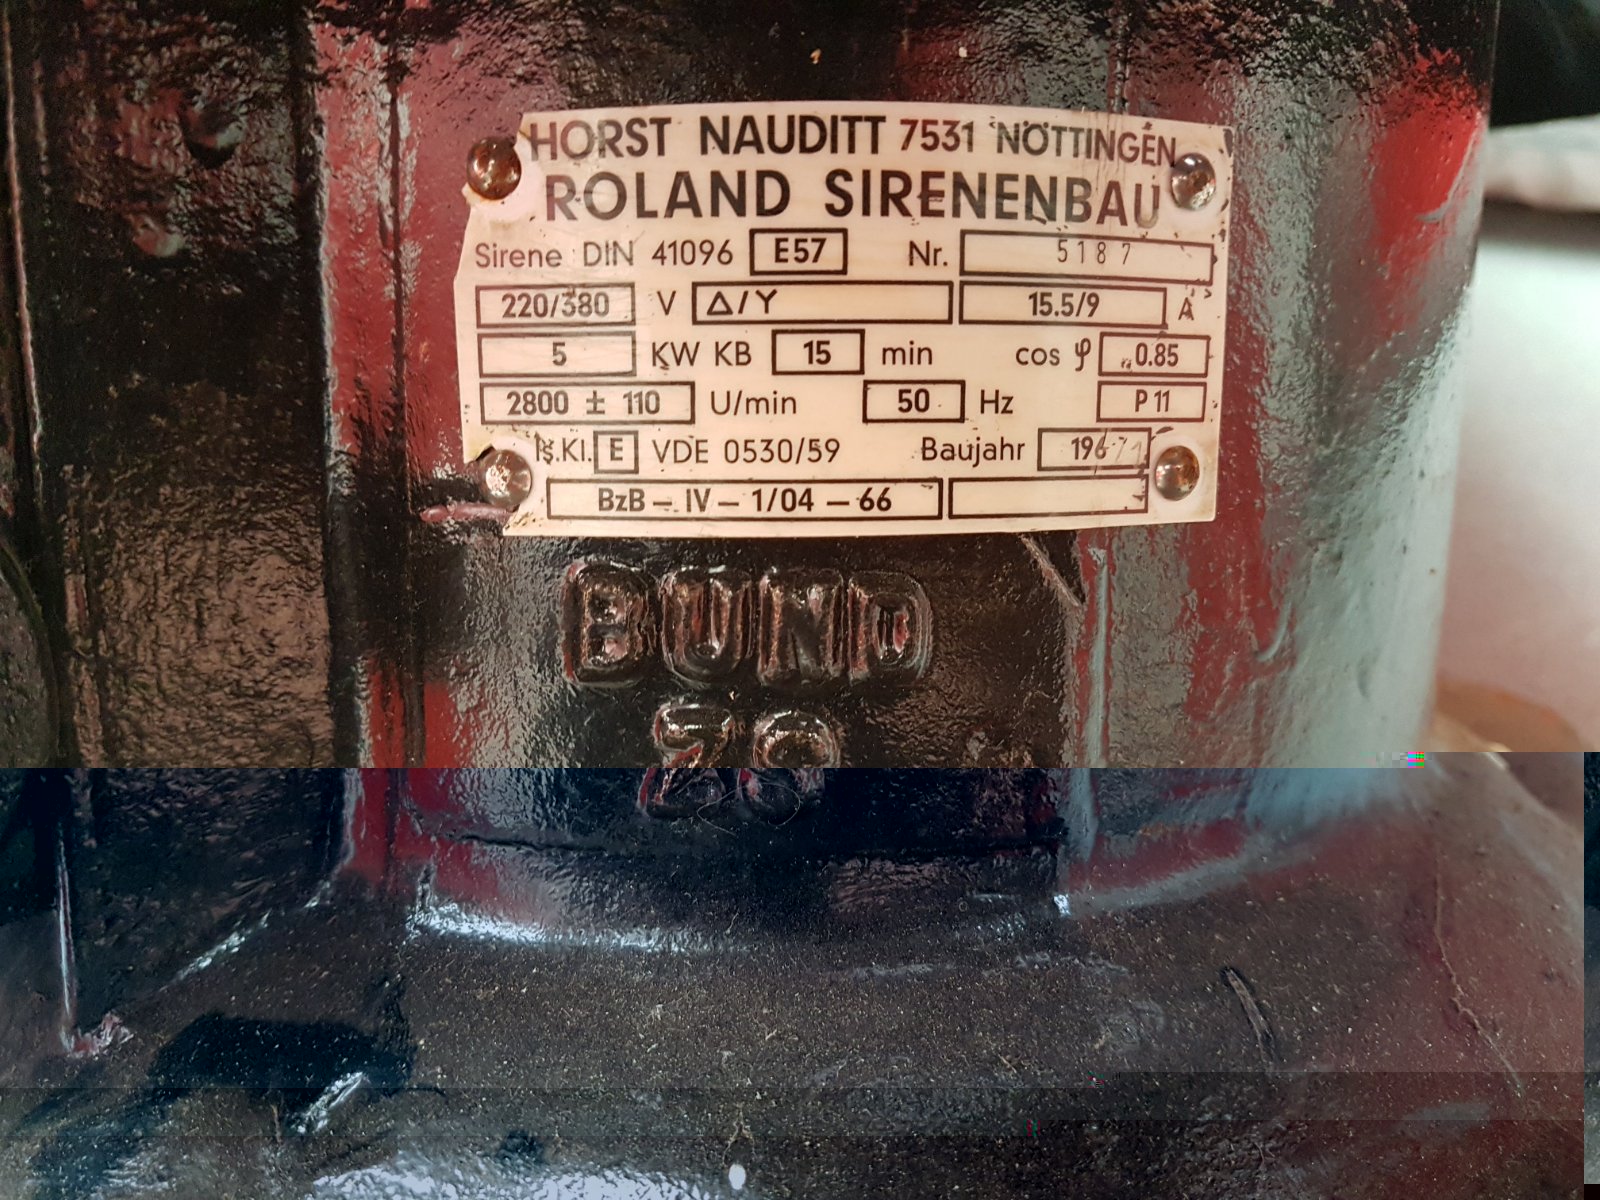 HORST NAUDITT 7531 NÖTTINGEN
ROLAND SIRENENBAU
Sirene DIN 41096 E57 Nr. 5187
220/380 V Δ/Y 15.5/9 A
5 KW KB 15 min cos φ 0.85
2800 ± 110 U/min 50 Hz P 11
Is.Kl. E VDE 0530/59 Baujahr
BzB – IV – 1/04 – 66
BUND